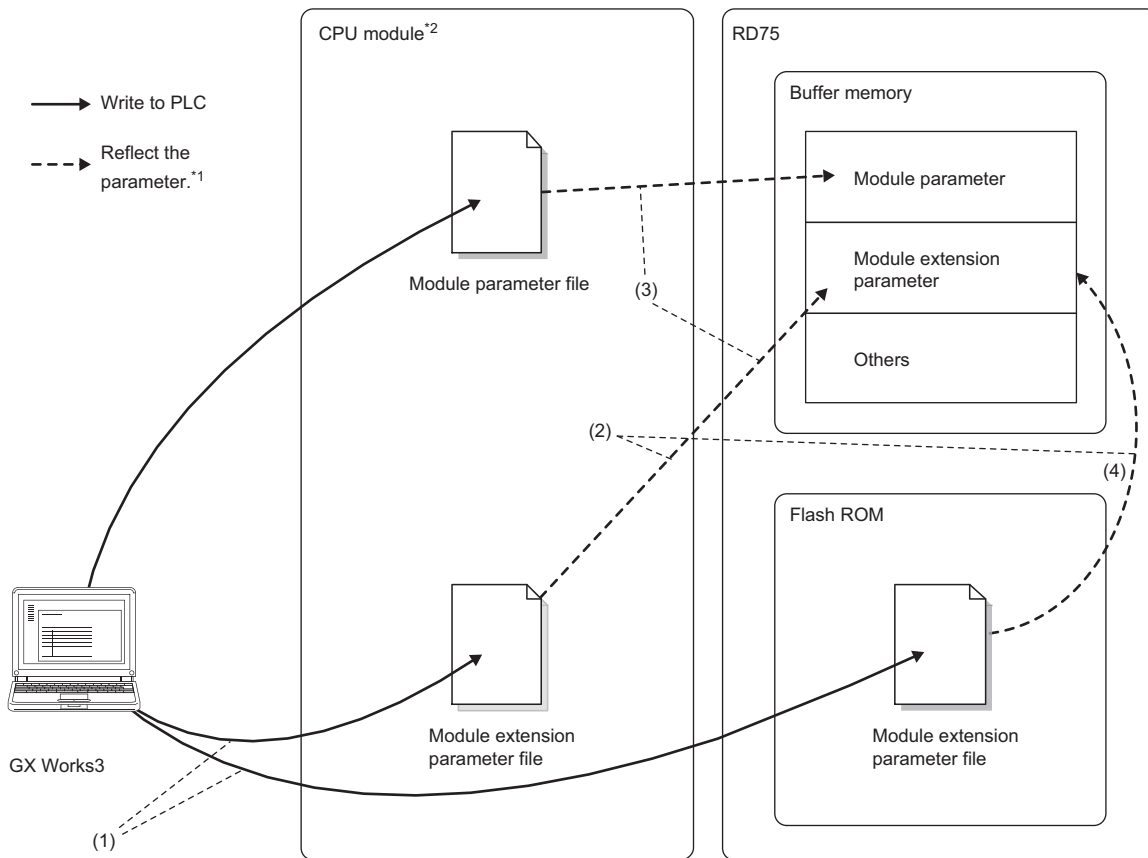 CPU module*2
RD75
Write to PLC
Reflect the
parameter.*1
Buffer memory
Module parameter
Module extension
parameter
Others
Module parameter file
(3)
(2)
(4)
Flash ROM
GX Works3
Module extension
parameter file
Module extension
parameter file
(1)